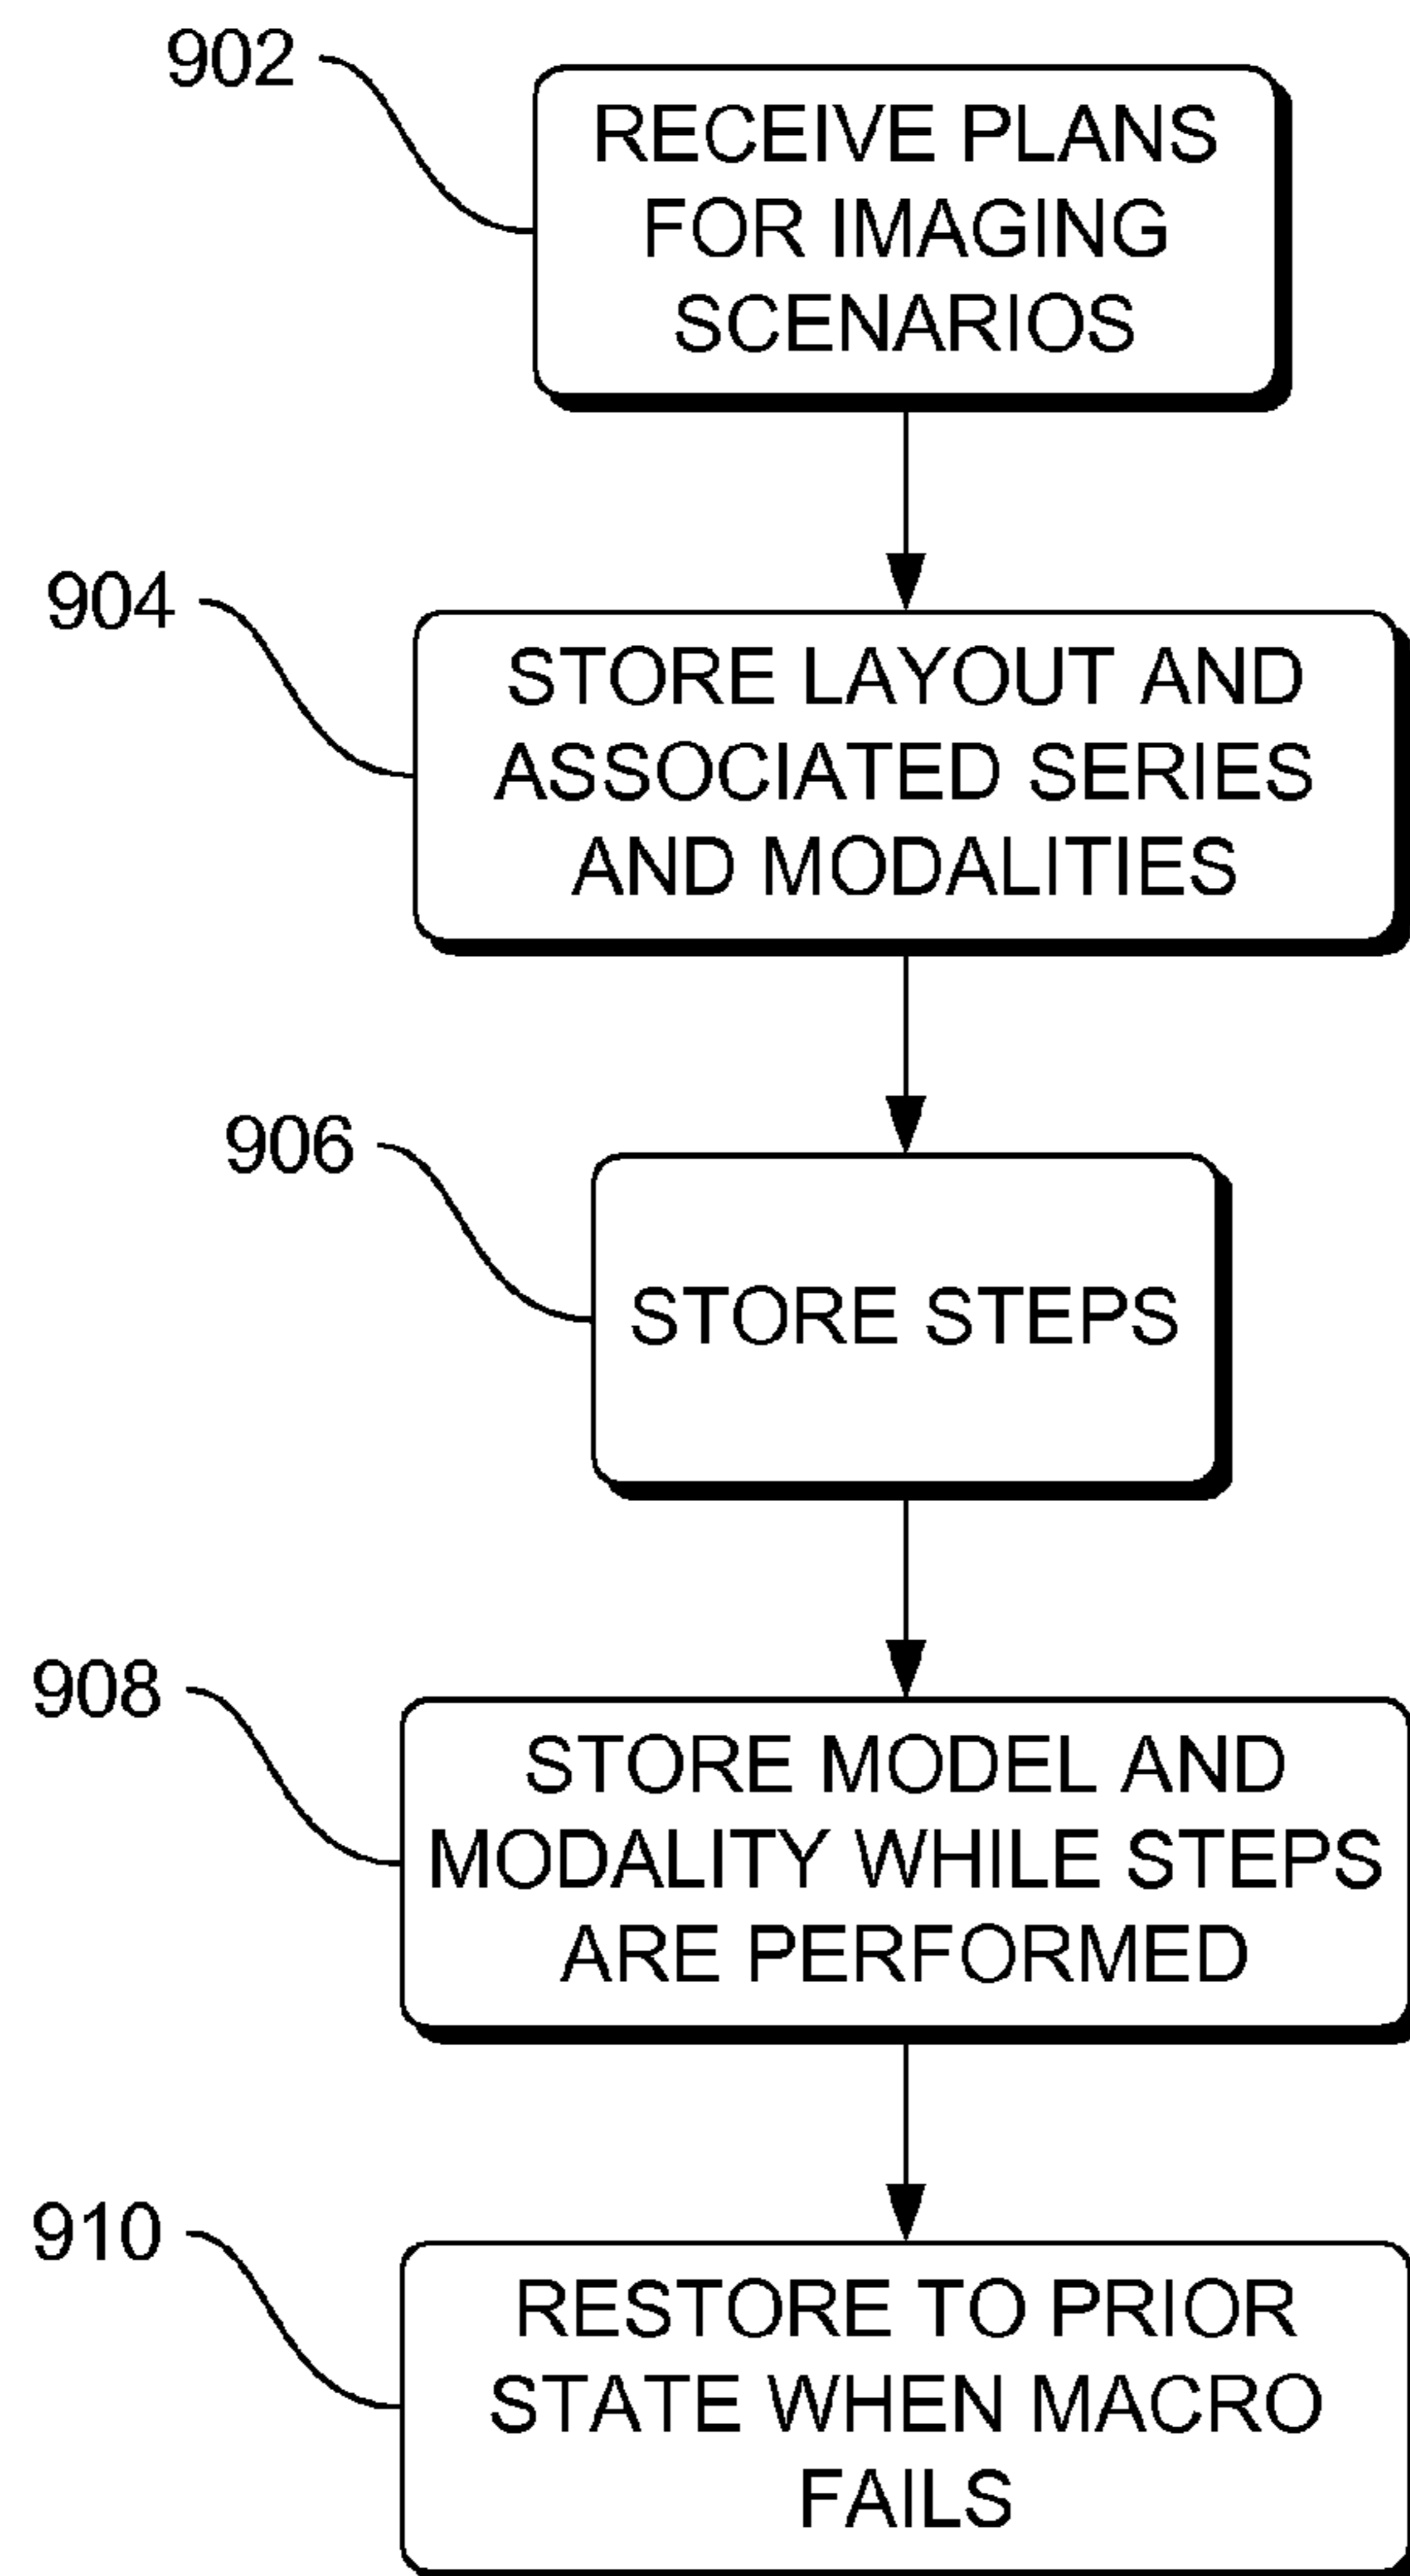 902
RECEIVE PLANS
FOR IMAGING
SCENARIOS
904
STORE LAYOUT AND
ASSOCIATED SERIES
AND MODALITIES
906
STORE STEPS
908
STORE MODEL AND
MODALITY WHILE STEPS
ARE PERFORMED
910
RESTORE TO PRIOR
STATE WHEN MACRO
FAILS